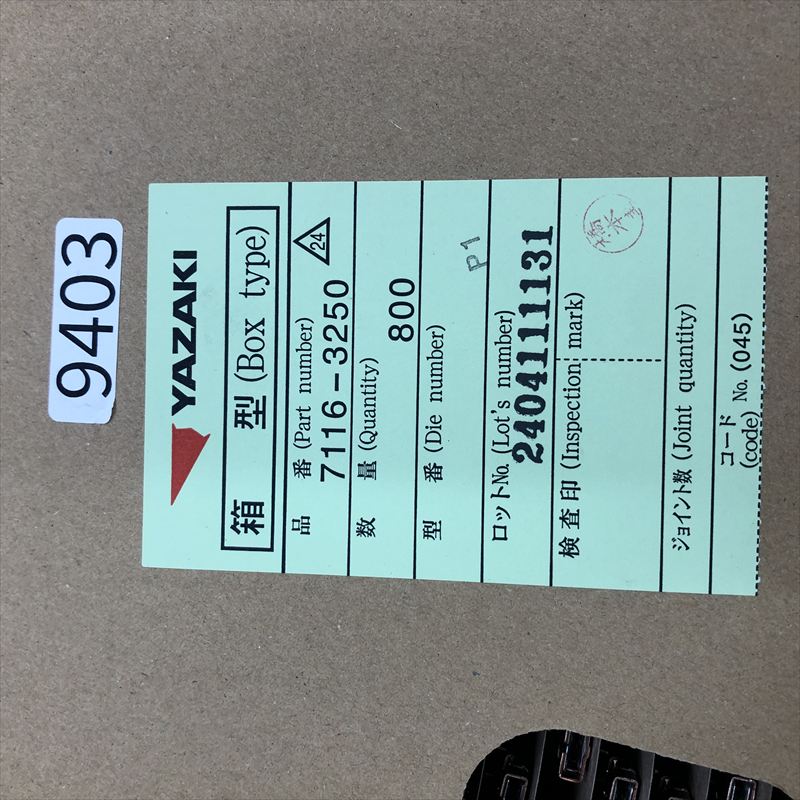 9403
YAZAKI
箱 型 (Box type)
品 番 (Part number)
24
7116-3250
数 量 (Quantity)
800
型 番 (Die number)
P1
ロットNo. (Lot's number)
2404111131
検査印 (Inspection mark)
ジョイント数 (Joint quantity)
コード No. (045)
(code)